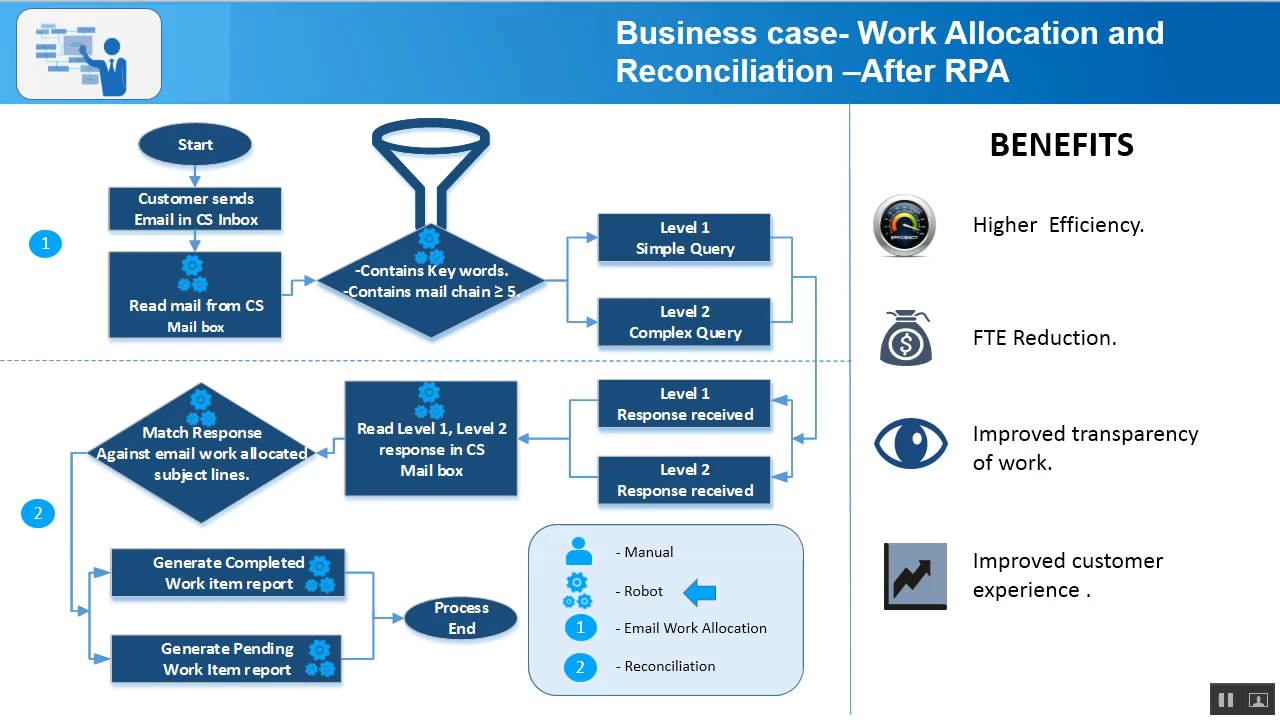 Business case- Work Allocation and
Reconciliation –After RPA
Start
Customer sends
Email in CS Inbox
1
Read mail from CS
Mail box
-Contains Key words.
-Contains mail chain ≥ 5.
Level 1
Simple Query
Level 2
Complex Query
Level 1
Response received
Level 2
Response received
Read Level 1, Level 2
response in CS
Mail box
Match Response
Against email work allocated
subject lines.
2
Generate Completed
Work item report
Generate Pending
Work Item report
Process
End
- Manual
- Robot
1 - Email Work Allocation
2 - Reconciliation
BENEFITS
EFFICIENCY
Higher Efficiency.
$
FTE Reduction.
Improved transparency
of work.
Improved customer
experience .